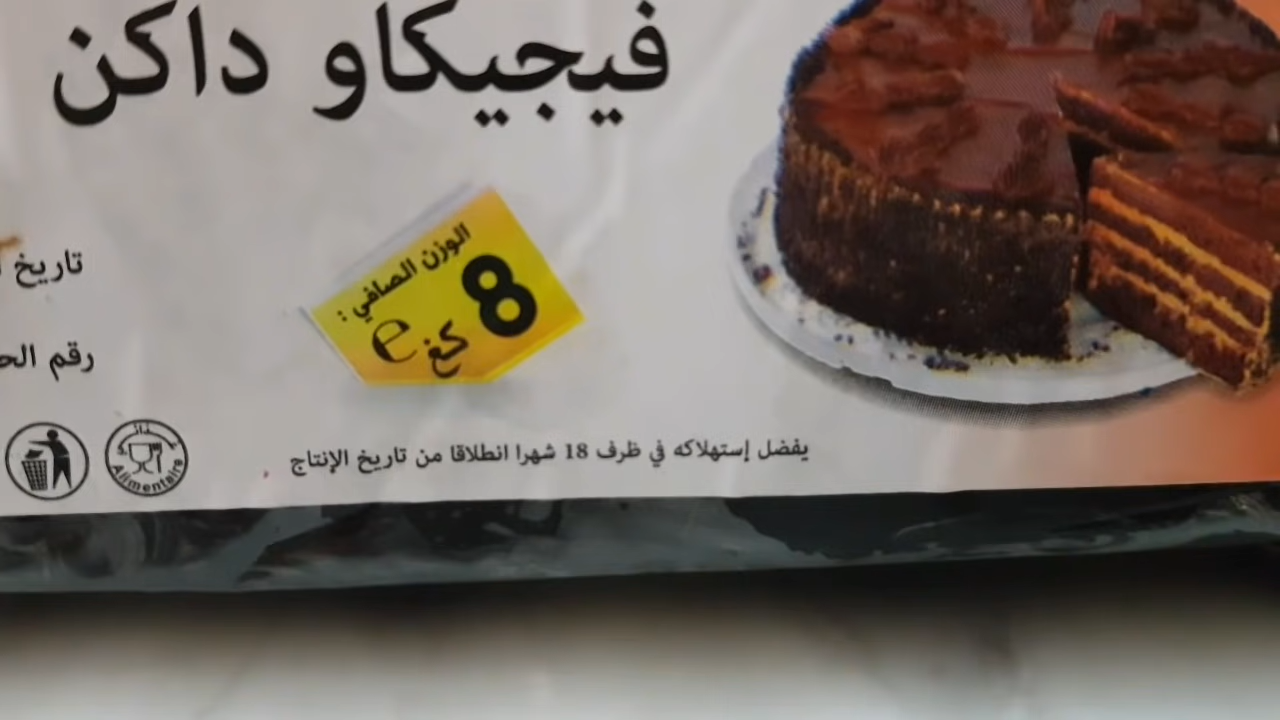 فيجيكاو داكن
الوزن الصافي :
8 كغ e
تاريخ
رقم
غذائي
Alimentaire
يفضل إستهلاكه في ظرف 18 شهرا انطلاقا من تاريخ الإنتاج